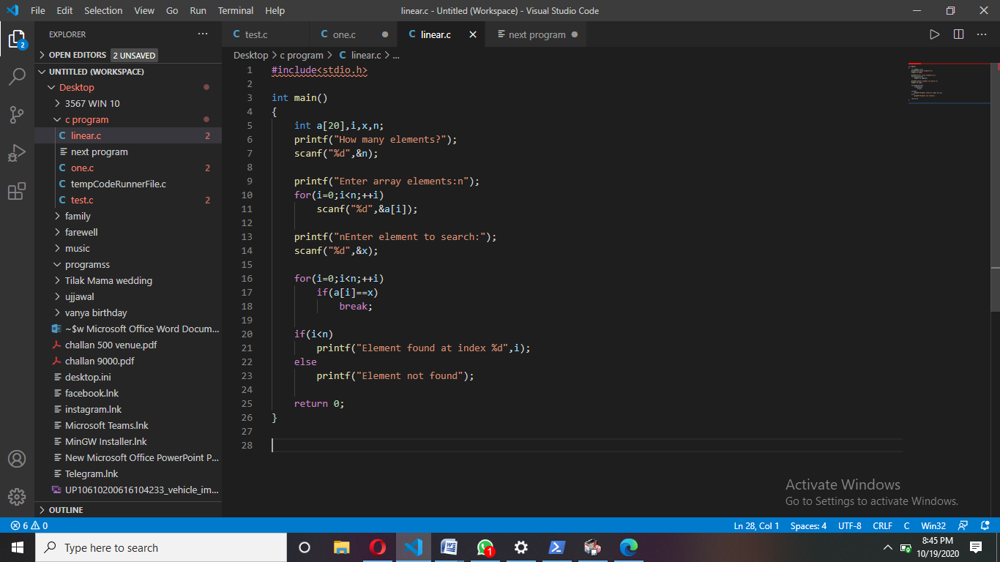 File Edit Selection View Go Run Terminal Help linear.c - Untitled (Workspace) - Visual Studio Code
EXPLORER ···
2
OPEN EDITORS 2 UNSAVED
UNTITLED (WORKSPACE)
Desktop
3567 WIN 10
c program
C linear.c 2
next program
C one.c 2
C tempCodeRunnerFile.c
C test.c 2
family
farewell
music
programss
Tilak Mama wedding
ujjawal
vanya birthday
~$w Microsoft Office Word Docum...
challan 500 venue.pdf
challan 9000.pdf
desktop.ini
facebook.lnk
instagram.lnk
Microsoft Teams.lnk
MinGW Installer.lnk
New Microsoft Office PowerPoint P...
Telegram.lnk
UP10610200616104233_vehicle_im...
OUTLINE
C test.c C one.c C linear.c next program ···
Desktop > c program > C linear.c > ...
1 #include<stdio.h>
2
3 int main()
4 {
5 int a[20],i,x,n;
6 printf("How many elements?");
7 scanf("%d",&n);
8
9 printf("Enter array elements:n");
10 for(i=0;i<n;++i)
11 scanf("%d",&a[i]);
12
13 printf("nEnter element to search:");
14 scanf("%d",&x);
15
16 for(i=0;i<n;++i)
17 if(a[i]==x)
18 break;
19
20 if(i<n)
21 printf("Element found at index %d",i);
22 else
23 printf("Element not found");
24
25 return 0;
26 }
27
28
Activate Windows
Go to Settings to activate Windows.
6 0 Ln 28, Col 1 Spaces: 4 UTF-8 CRLF C Win32
Type here to search W 1 8:45 PM
10/19/2020